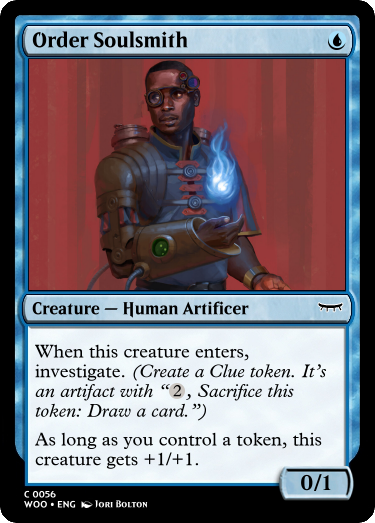 Order Soulsmith
Creature — Human Artificer
When this creature enters,
investigate. (Create a Clue token. It's
an artifact with “2, Sacrifice this
token: Draw a card.”)
As long as you control a token, this
creature gets +1/+1.
0/1
C 0056
WOO • ENG Jori Bolton